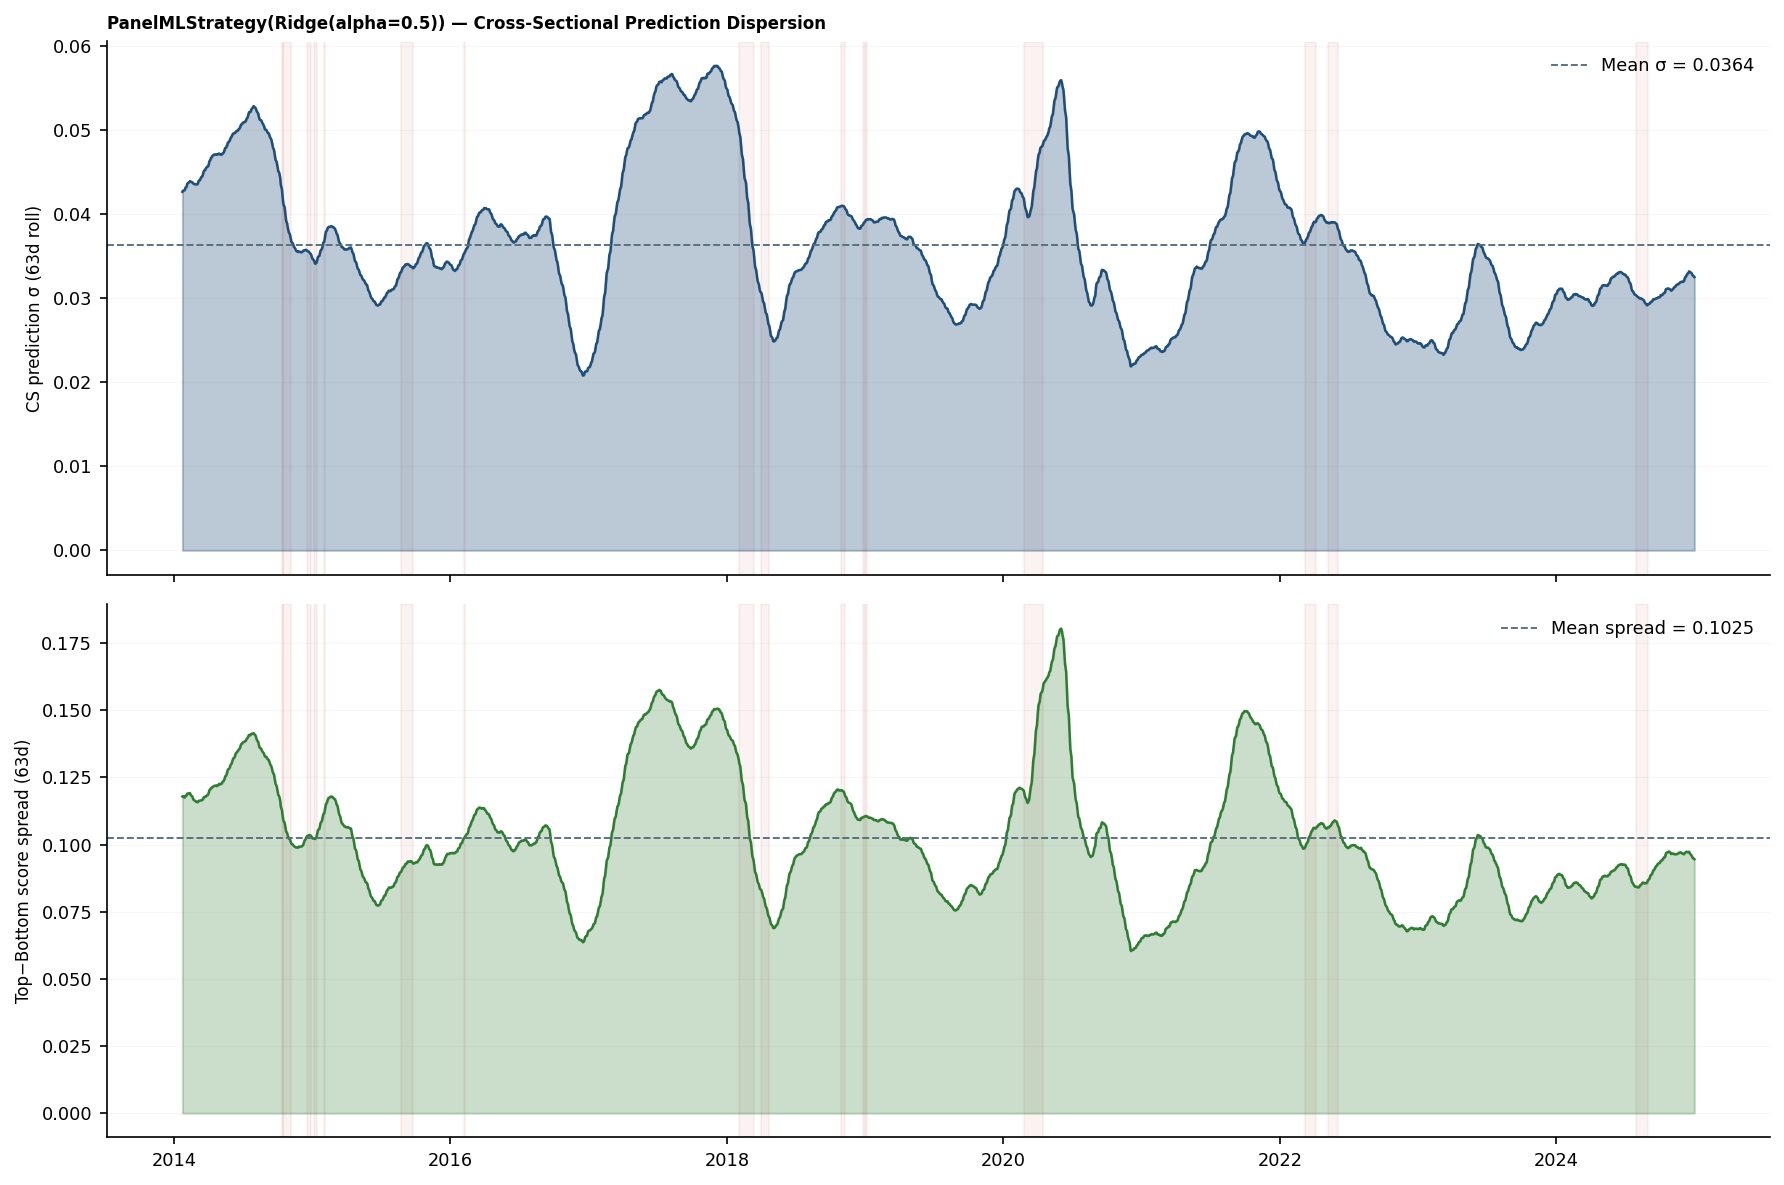 PanelMLStrategy(Ridge(alpha=0.5)) — Cross-Sectional Prediction Dispersion
CS prediction σ (63d roll)
0.06
0.05
0.04
0.03
0.02
0.01
0.00
Mean σ = 0.0364
Top−Bottom score spread (63d)
0.175
0.150
0.125
0.100
0.075
0.050
0.025
0.000
Mean spread = 0.1025
2014 2016 2018 2020 2022 2024